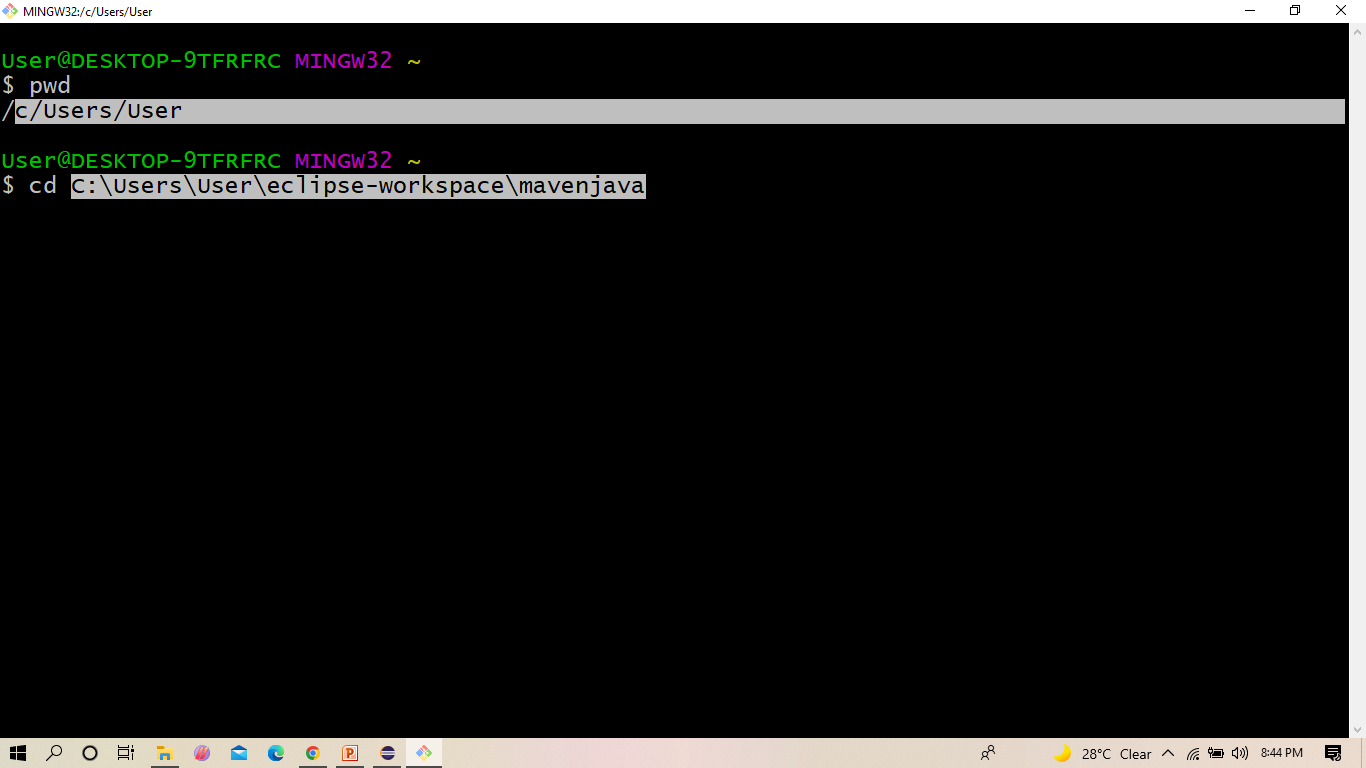 MINGW32:/c/Users/User
User@DESKTOP-9TFRFRC MINGW32 ~
$ pwd
/c/Users/User
User@DESKTOP-9TFRFRC MINGW32 ~
$ cd C:\Users\User\eclipse-workspace\mavenjava
28°C Clear 8:44 PM